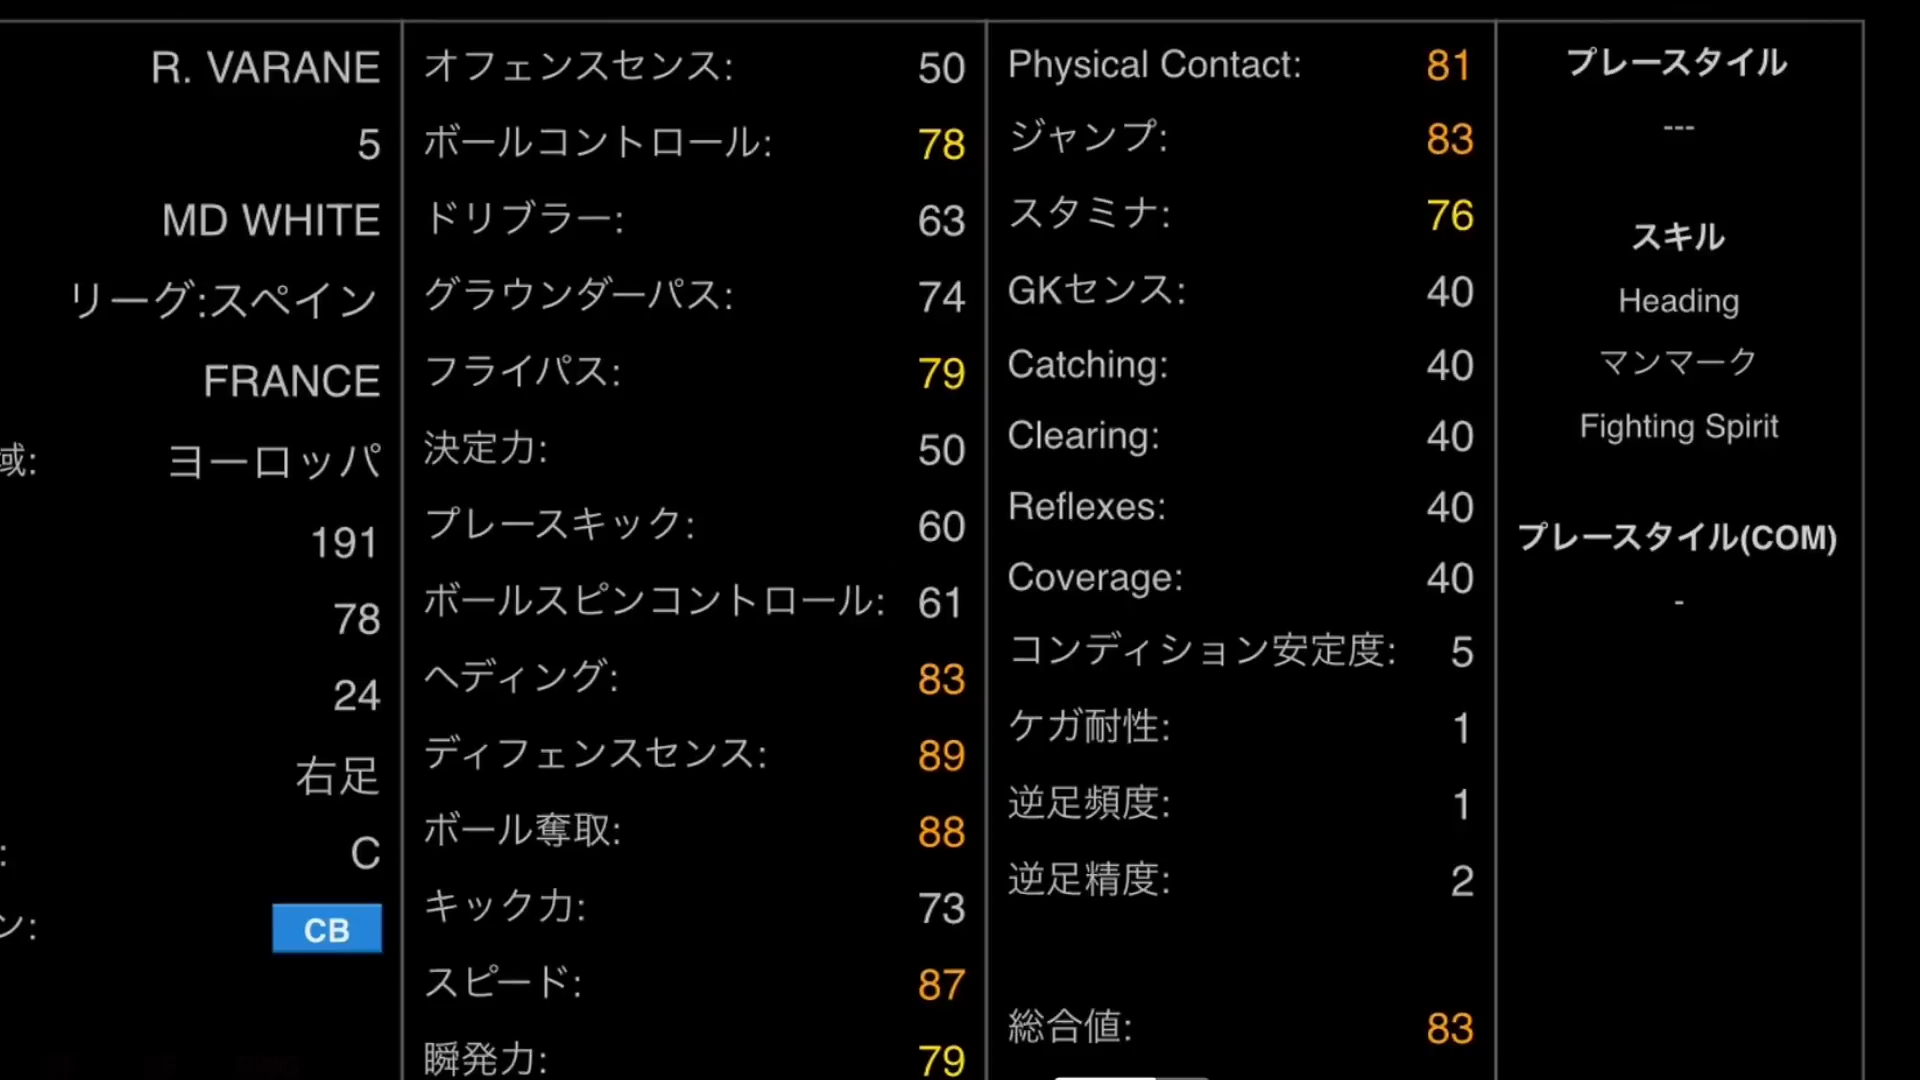 R. VARANE
5
MD WHITE
リーグ:スペイン
FRANCE
域: ヨーロッパ
191
78
24
右足
: C
ン: CB
オフェンスセンス: 50
ボールコントロール: 78
ドリブラー: 63
グラウンダーパス: 74
フライパス: 79
決定力: 50
プレースキック: 60
ボールスピンコントロール: 61
ヘディング: 83
ディフェンスセンス: 89
ボール奪取: 88
キック力: 73
スピード: 87
瞬発力: 79
Physical Contact: 81
ジャンプ: 83
スタミナ: 76
GKセンス: 40
Catching: 40
Clearing: 40
Reflexes: 40
Coverage: 40
コンディション安定度: 5
ケガ耐性: 1
逆足頻度: 1
逆足精度: 2
総合値: 83
プレースタイル
---
スキル
Heading
マンマーク
Fighting Spirit
プレースタイル(COM)
-